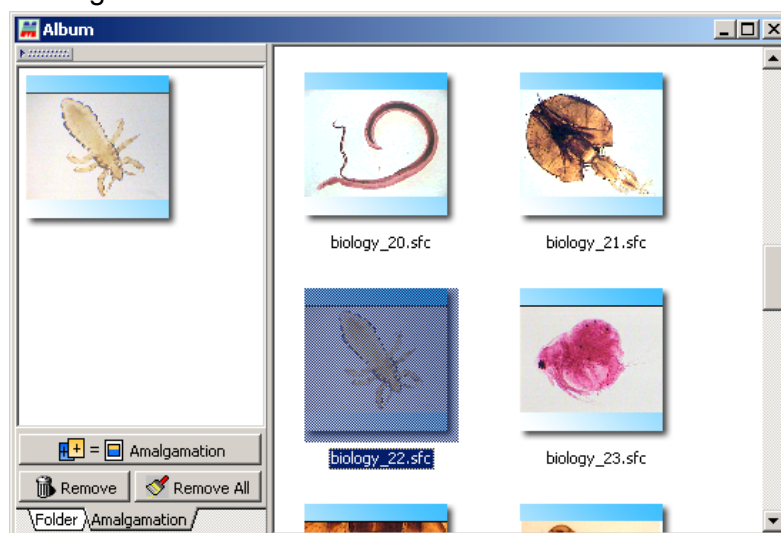 Album
biology_20.sfc
biology_21.sfc
biology_22.sfc
biology_23.sfc
= Amalgamation
Remove
Remove All
Folder
Amalgamation